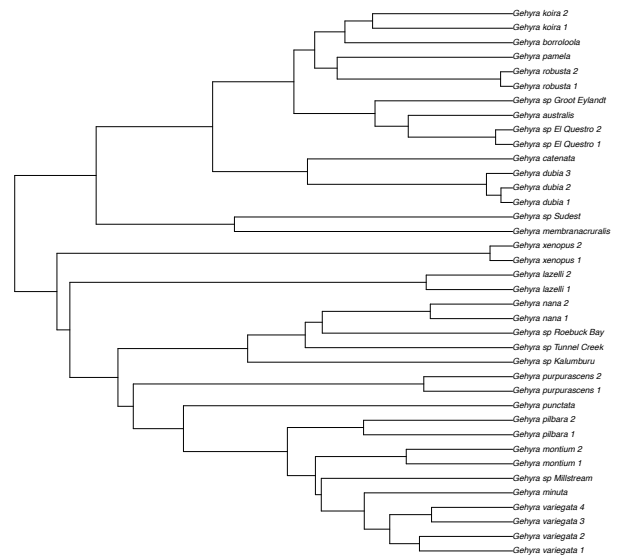 Gehyra koira 2
Gehyra koira 1
Gehyra borroloola
Gehyra pamela
Gehyra robusta 2
Gehyra robusta 1
Gehyra sp Groot Eylandt
Gehyra australis
Gehyra sp El Questro 2
Gehyra sp El Questro 1
Gehyra catenata
Gehyra dubia 3
Gehyra dubia 2
Gehyra dubia 1
Gehyra sp Sudest
Gehyra membranacruralis
Gehyra xenopus 2
Gehyra xenopus 1
Gehyra lazelli 2
Gehyra lazelli 1
Gehyra nana 2
Gehyra nana 1
Gehyra sp Roebuck Bay
Gehyra sp Tunnel Creek
Gehyra sp Kalumburu
Gehyra purpurascens 2
Gehyra purpurascens 1
Gehyra punctata
Gehyra pilbara 2
Gehyra pilbara 1
Gehyra montium 2
Gehyra montium 1
Gehyra sp Millstream
Gehyra minuta
Gehyra variegata 4
Gehyra variegata 3
Gehyra variegata 2
Gehyra variegata 1